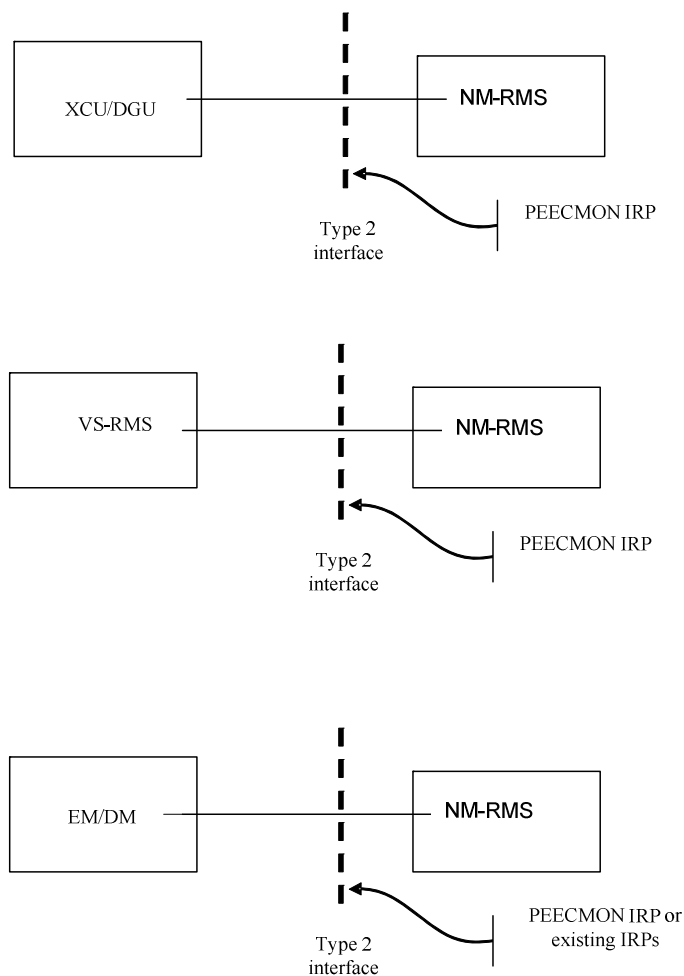 XCU/DGU
NM-RMS
PEECMON IRP
Type 2
interface
VS-RMS
NM-RMS
PEECMON IRP
Type 2
interface
EM/DM
NM-RMS
PEECMON IRP or
existing IRPs
Type 2
interface